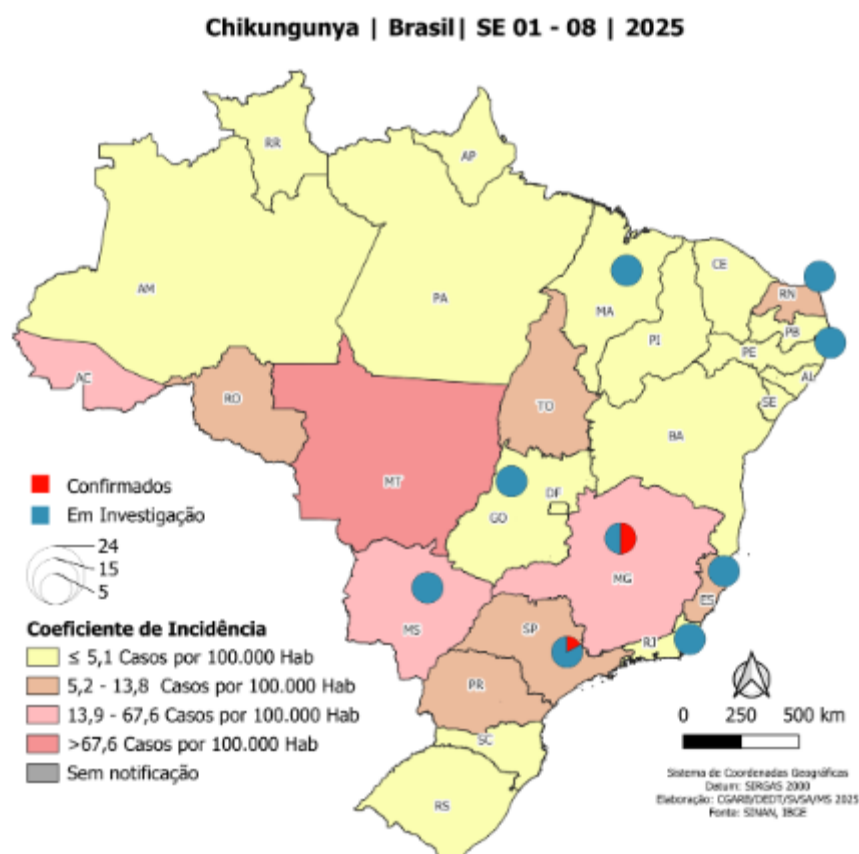 Chikungunya | Brasil| SE 01 - 08 | 2025
RR
AP
AM
PA
MA
CE
RN
PB
PI
PE
AL
SE
AC
RO
TO
BA
MT
GO
DF
MG
ES
MS
SP
RJ
PR
SC
RS
Confirmados
Em Investigação
24
15
5
Coeficiente de Incidência
≤ 5,1 Casos por 100.000 Hab
5,2 - 13,8 Casos por 100.000 Hab
13,9 - 67,6 Casos por 100.000 Hab
>67,6 Casos por 100.000 Hab
Sem notificação
0 250 500 km
Sistema de Coordenadas Geográficas
Datum: SIRGAS 2000
Elaboração: CGARB/DEDT/SVSA/MS 2025
Fonte: SINAN, IBGE